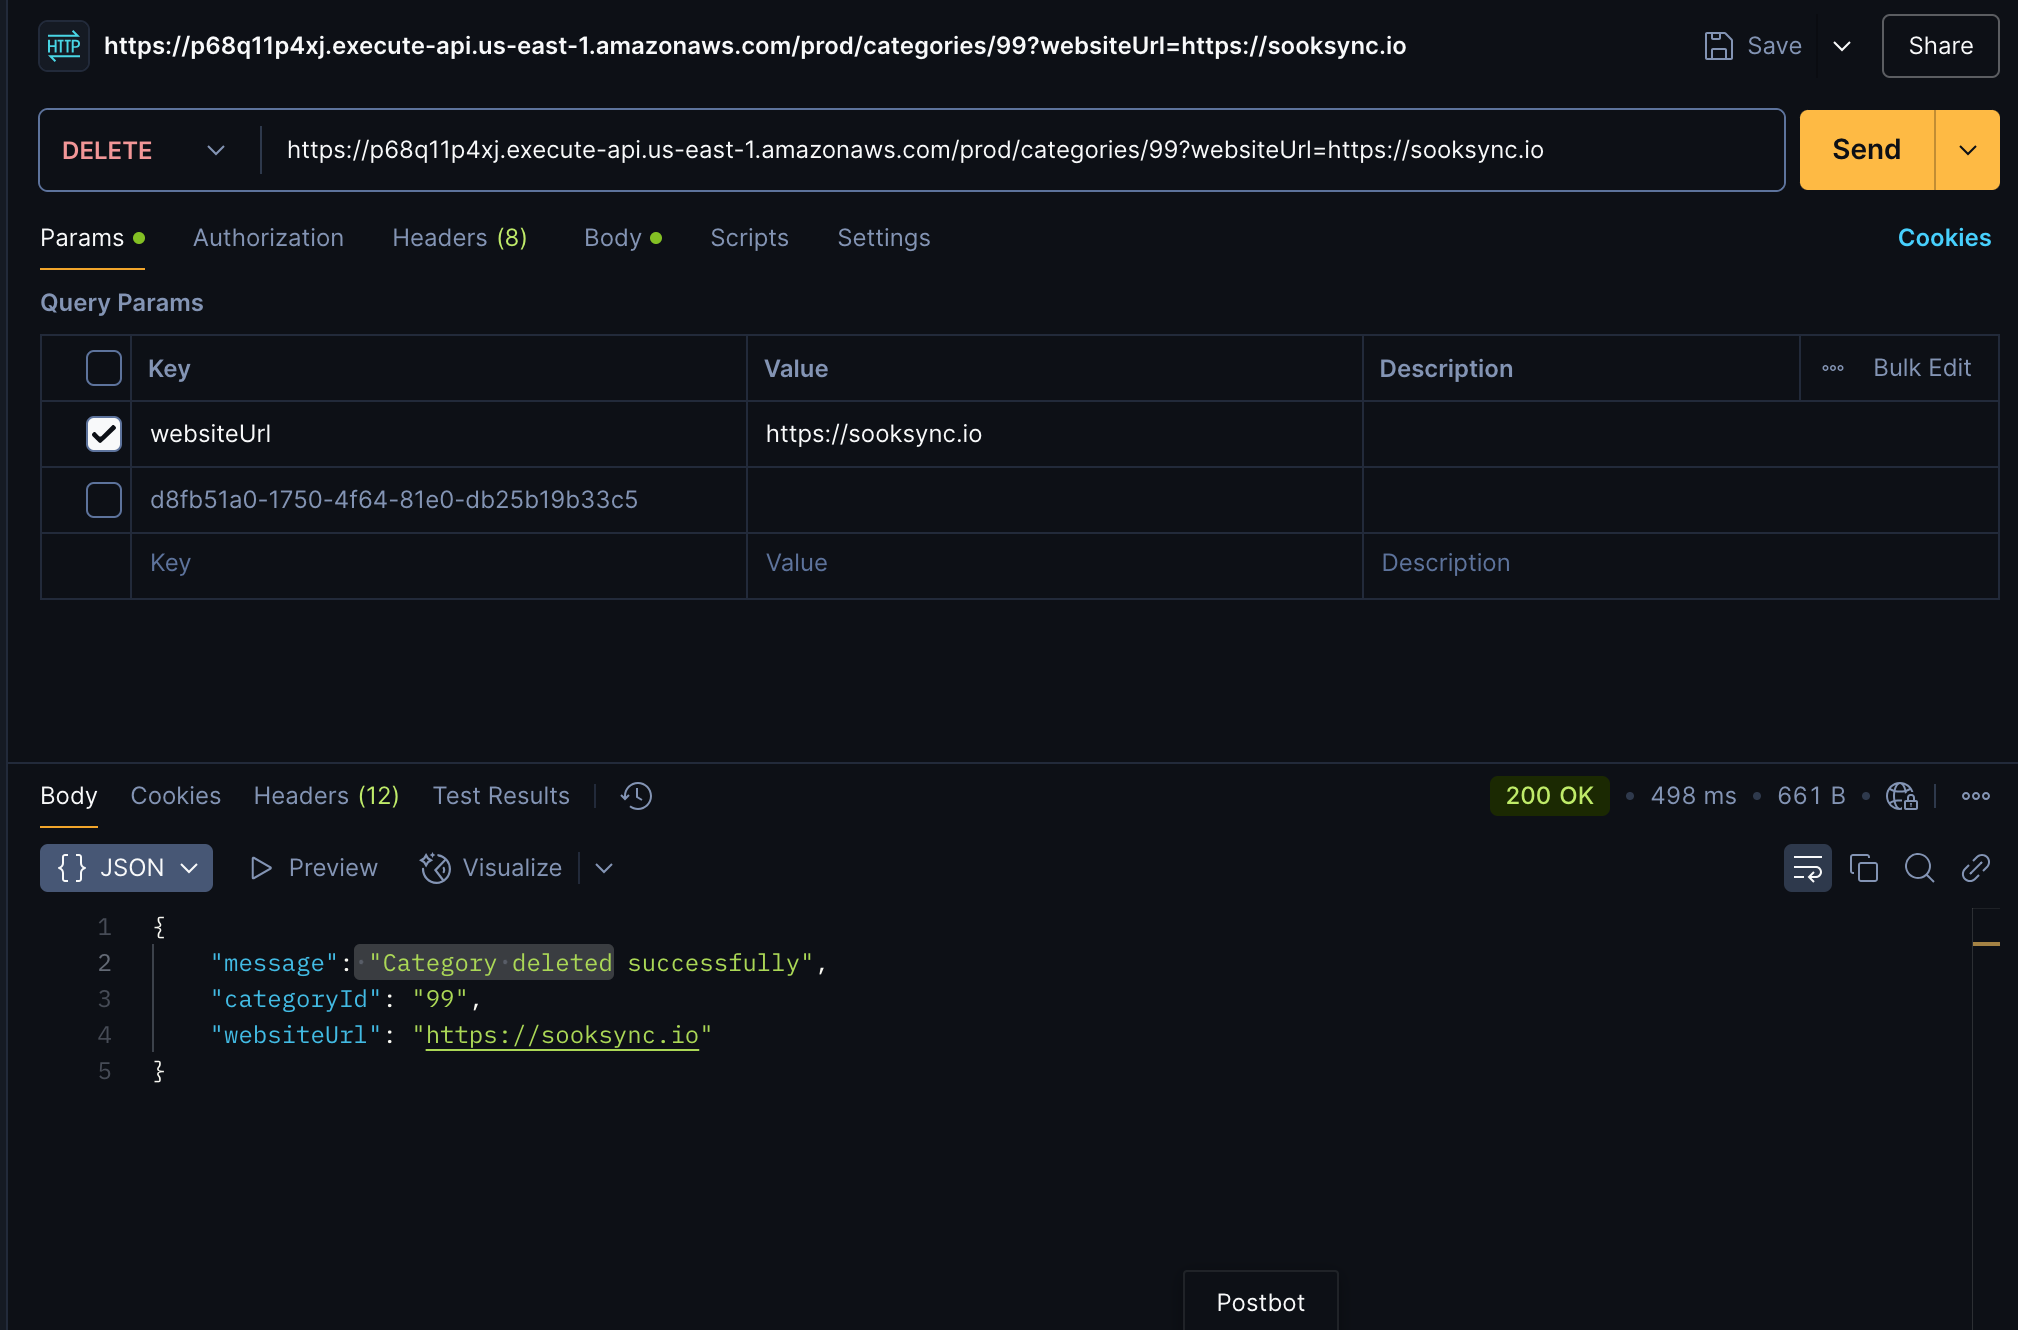 HTTP https://p68q11p4xj.execute-api.us-east-1.amazonaws.com/prod/categories/99?websiteUrl=https://sooksync.io Save Share
DELETE https://p68q11p4xj.execute-api.us-east-1.amazonaws.com/prod/categories/99?websiteUrl=https://sooksync.io Send
Params Authorization Headers (8) Body Scripts Settings Cookies
Query Params
Key Value Description Bulk Edit
websiteUrl https://sooksync.io
d8fb51a0-1750-4f64-81e0-db25b19b33c5
Key Value Description
Body Cookies Headers (12) Test Results 200 OK • 498 ms • 661 B •
{ } JSON Preview Visualize
1 {
2 "message": "Category deleted successfully",
3 "categoryId": "99",
4 "websiteUrl": "https://sooksync.io"
5 }
Postbot